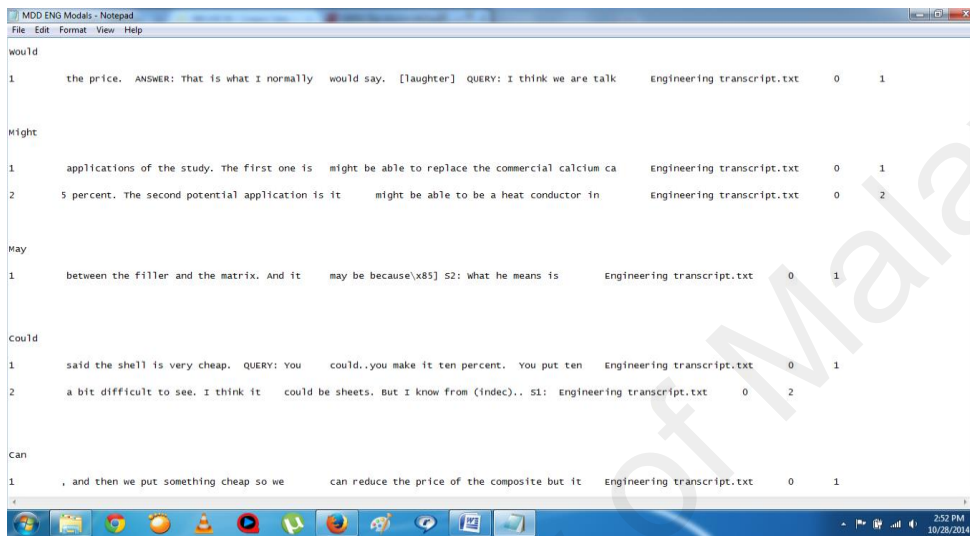 MDD ENG Modals - Notepad
File Edit Format View Help
would
1 the price. ANSWER: That is what I normally would say. [laughter] QUERY: I think we are talk Engineering transcript.txt 0 1
Might
1 applications of the study. The first one is might be able to replace the commercial calcium ca Engineering transcript.txt 0 1
2 5 percent. The second potential application is it might be able to be a heat conductor in Engineering transcript.txt 0 2
May
1 between the filler and the matrix. And it may be because\x85] S2: What he means is Engineering transcript.txt 0 1
Could
1 said the shell is very cheap. QUERY: You could..you make it ten percent. You put ten Engineering transcript.txt 0 1
2 a bit difficult to see. I think it could be sheets. But I know from (indec).. S1: Engineering transcript.txt 0 2
Can
1 , and then we put something cheap so we can reduce the price of the composite but it Engineering transcript.txt 0 1
2:52 PM
10/28/2014
of Mala